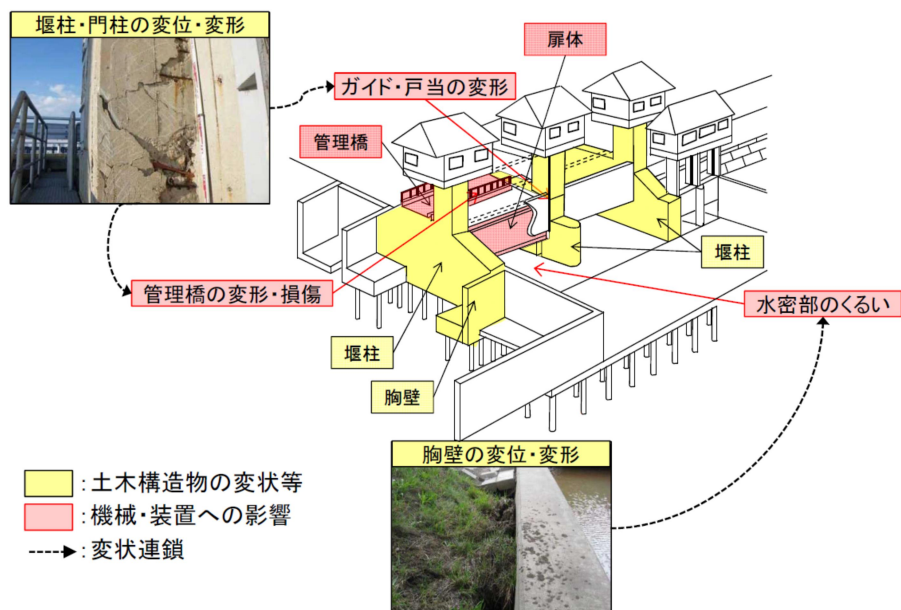 堰柱・門柱の変位・変形
扉体
ガイド・戸当の変形
管理橋
堰柱
管理橋の変形・損傷
水密部のくるい
堰柱
胸壁
胸壁の変位・変形
:土木構造物の変状等
:機械・装置への影響
:変状連鎖